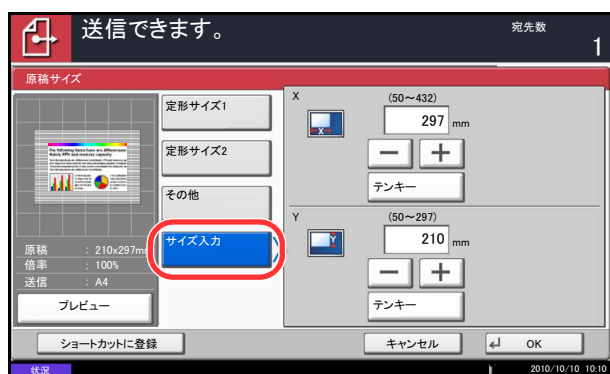 送信できます。
宛先数
1
原稿サイズ
定形サイズ1
定形サイズ2
その他
サイズ入力
原稿 : 210x297mm
倍率 : 100%
送信 : A4
プレビュー
X (50～432)
297 mm
テンキー
Y (50～297)
210 mm
テンキー
ショートカットに登録
キャンセル
OK
状況
2010/10/10 10:10